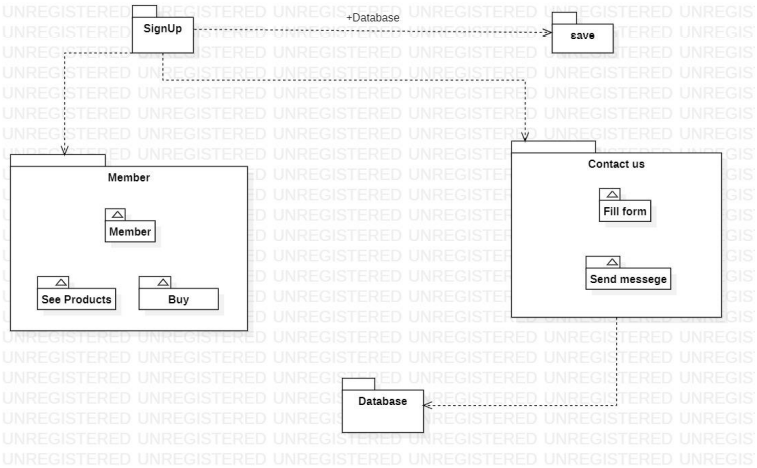 +Database
SignUp
save
Member
Contact us
Member
Fill form
See Products
Buy
Send messege
Database
UNREGISTERED UNREGISTERED UNREGISTERED UNREGISTERED UNREGISTERED